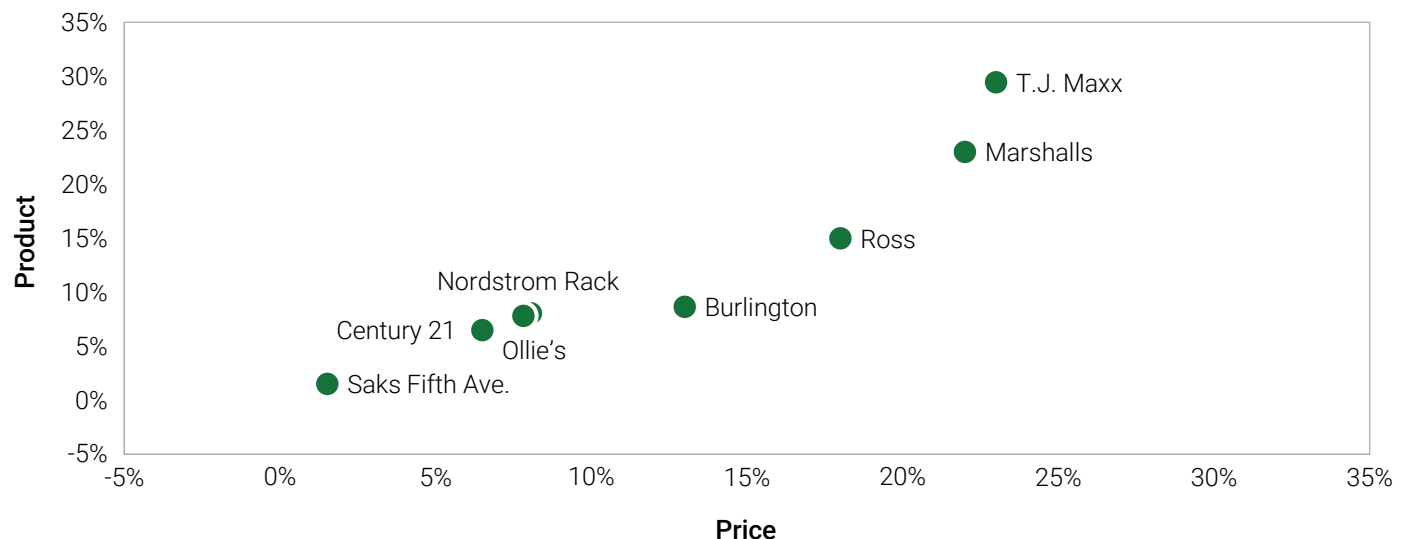 35%
30%
T.J. Maxx
25%
Marshalls
20%
Product
15%
Ross
Nordstrom Rack
10%
Burlington
Century 21
5%
Ollie’s
Saks Fifth Ave.
0%
-5%
-5% 0% 5% 10% 15% 20% 25% 30% 35%
Price